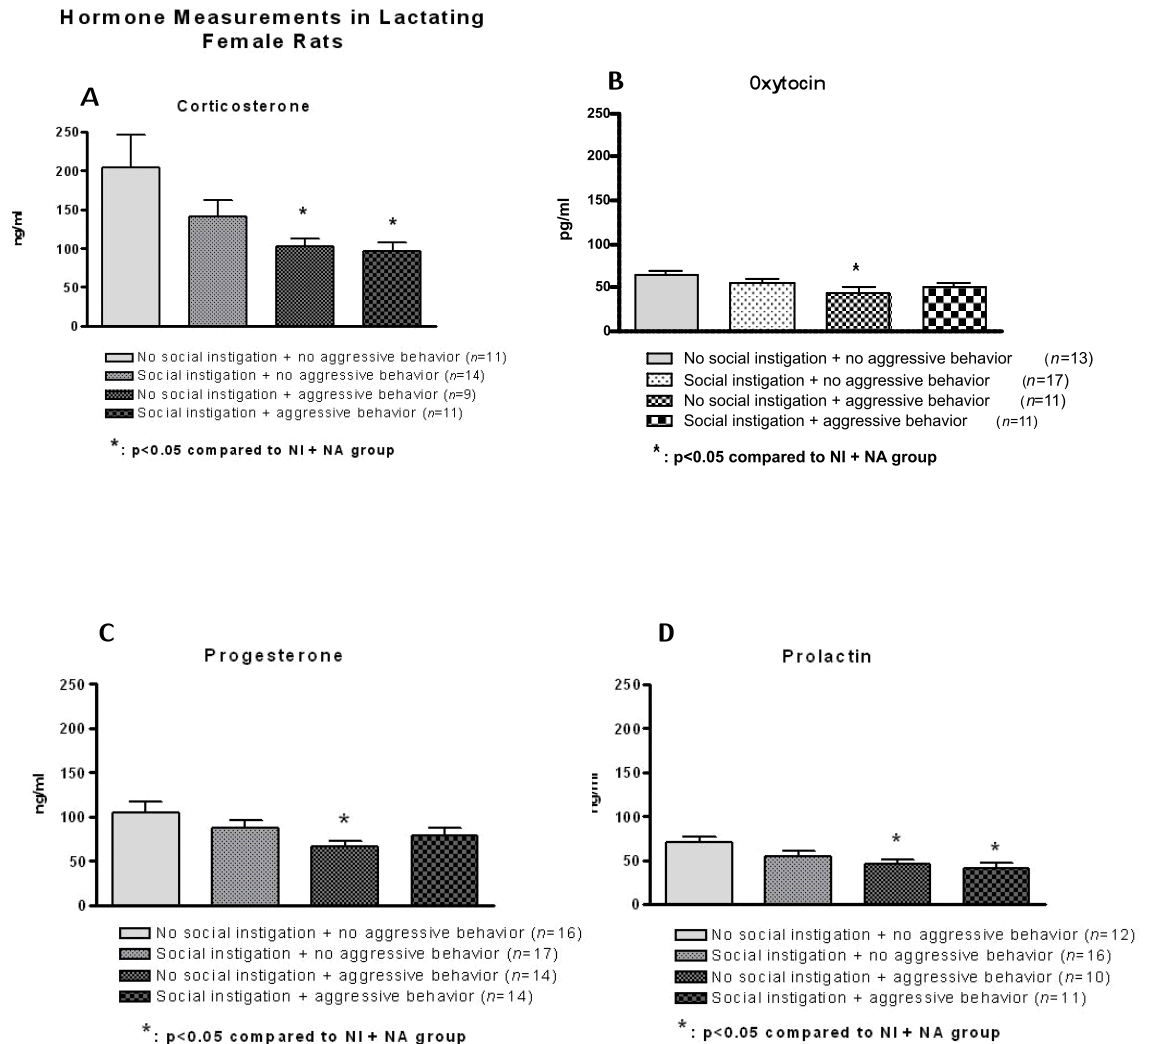 Hormone Measurements in Lactating
Female Rats
A
Corticosterone
250
200
150
100
50
0
ng/ml
*
*
No social instigation + no aggressive behavior (n=11)
Social instigation + no aggressive behavior (n=14)
No social instigation + aggressive behavior (n=9)
Social instigation + aggressive behavior (n=11)
*: p<0.05 compared to NI + NA group
B
Oxytocin
250
200
150
100
50
0
pg/ml
*
No social instigation + no aggressive behavior (n=13)
Social instigation + no aggressive behavior (n=17)
No social instigation + aggressive behavior (n=11)
Social instigation + aggressive behavior (n=11)
*: p<0.05 compared to NI + NA group
C
Progesterone
250
200
150
100
50
0
ng/ml
*
No social instigation + no aggressive behavior (n=16)
Social instigation + no aggressive behavior (n=17)
No social instigation + aggressive behavior (n=14)
Social instigation + aggressive behavior (n=14)
*: p<0.05 compared to NI + NA group
D
Prolactin
250
200
150
100
50
0
ng/ml
*
*
No social instigation + no aggressive behavior (n=12)
Social instigation + no aggressive behavior (n=16)
No social instigation + aggressive behavior (n=10)
Social instigation + aggressive behavior (n=11)
*: p<0.05 compared to NI + NA group